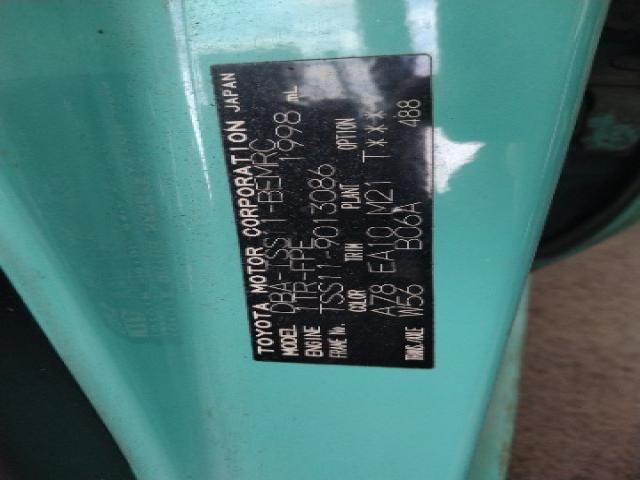 TOYOTA MOTOR CORPORATION JAPAN
MODEL DBA-TSS11-BEMRC
ENGINE 1TR-FPE 1998 mL
FRAME No. TSS11-9013086
COLOR TRIM PLANT OPTION
A78 EA10 M21 T***
W56 B06A 488
TRANS./AXLE